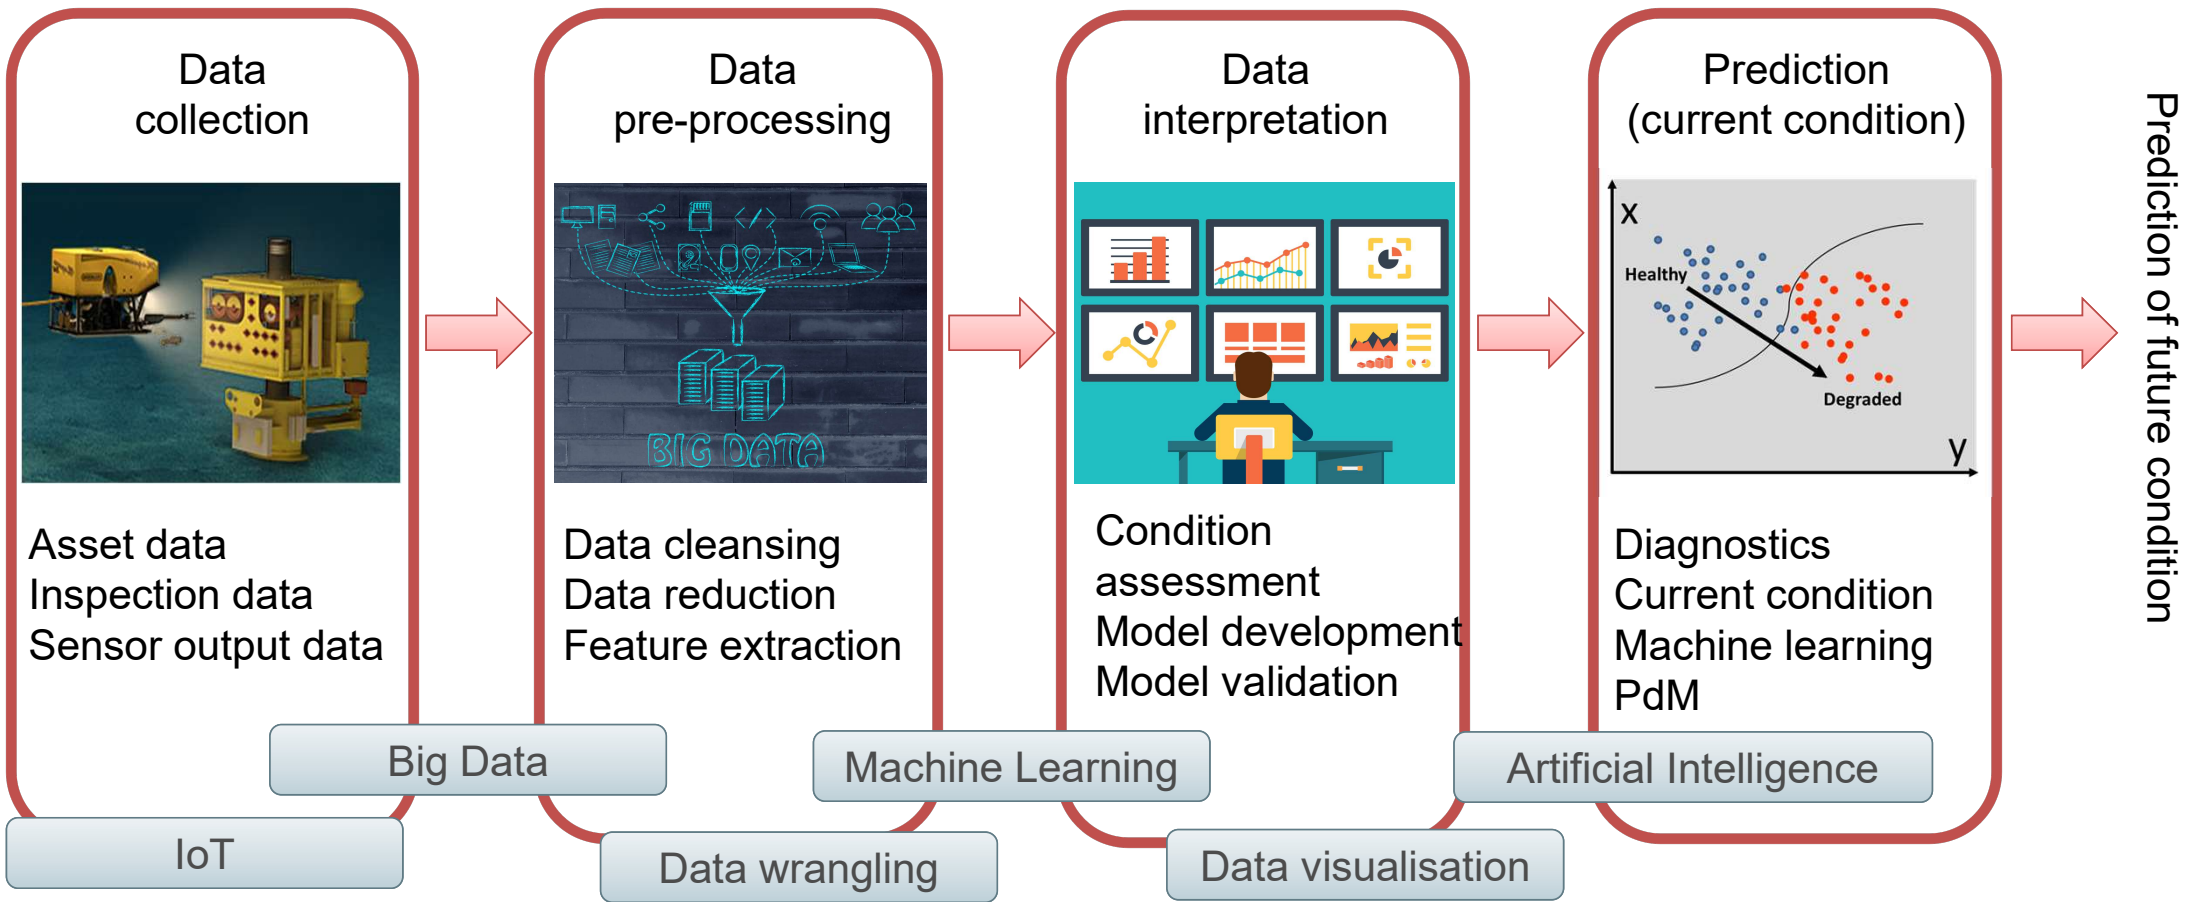 Data
collection
Asset data
Inspection data
Sensor output data
Data
pre-processing
BIG DATA
Data cleansing
Data reduction
Feature extraction
Data
interpretation
Condition
assessment
Model development
Model validation
Prediction
(current condition)
x
Healthy
Degraded
y
Diagnostics
Current condition
Machine learning
PdM
Prediction of future condition
Big Data
Machine Learning
Artificial Intelligence
IoT
Data wrangling
Data visualisation